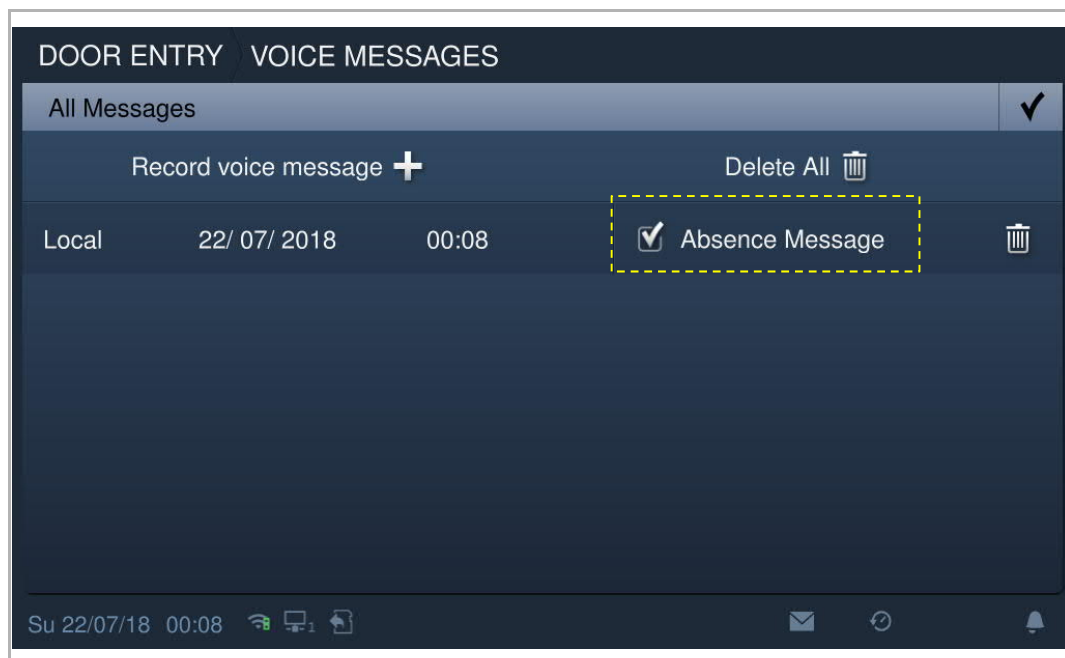 DOOR ENTRY VOICE MESSAGES
All Messages
Record voice message Delete All
Local 22/ 07/ 2018 00:08 Absence Message
Su 22/07/18 00:08 1